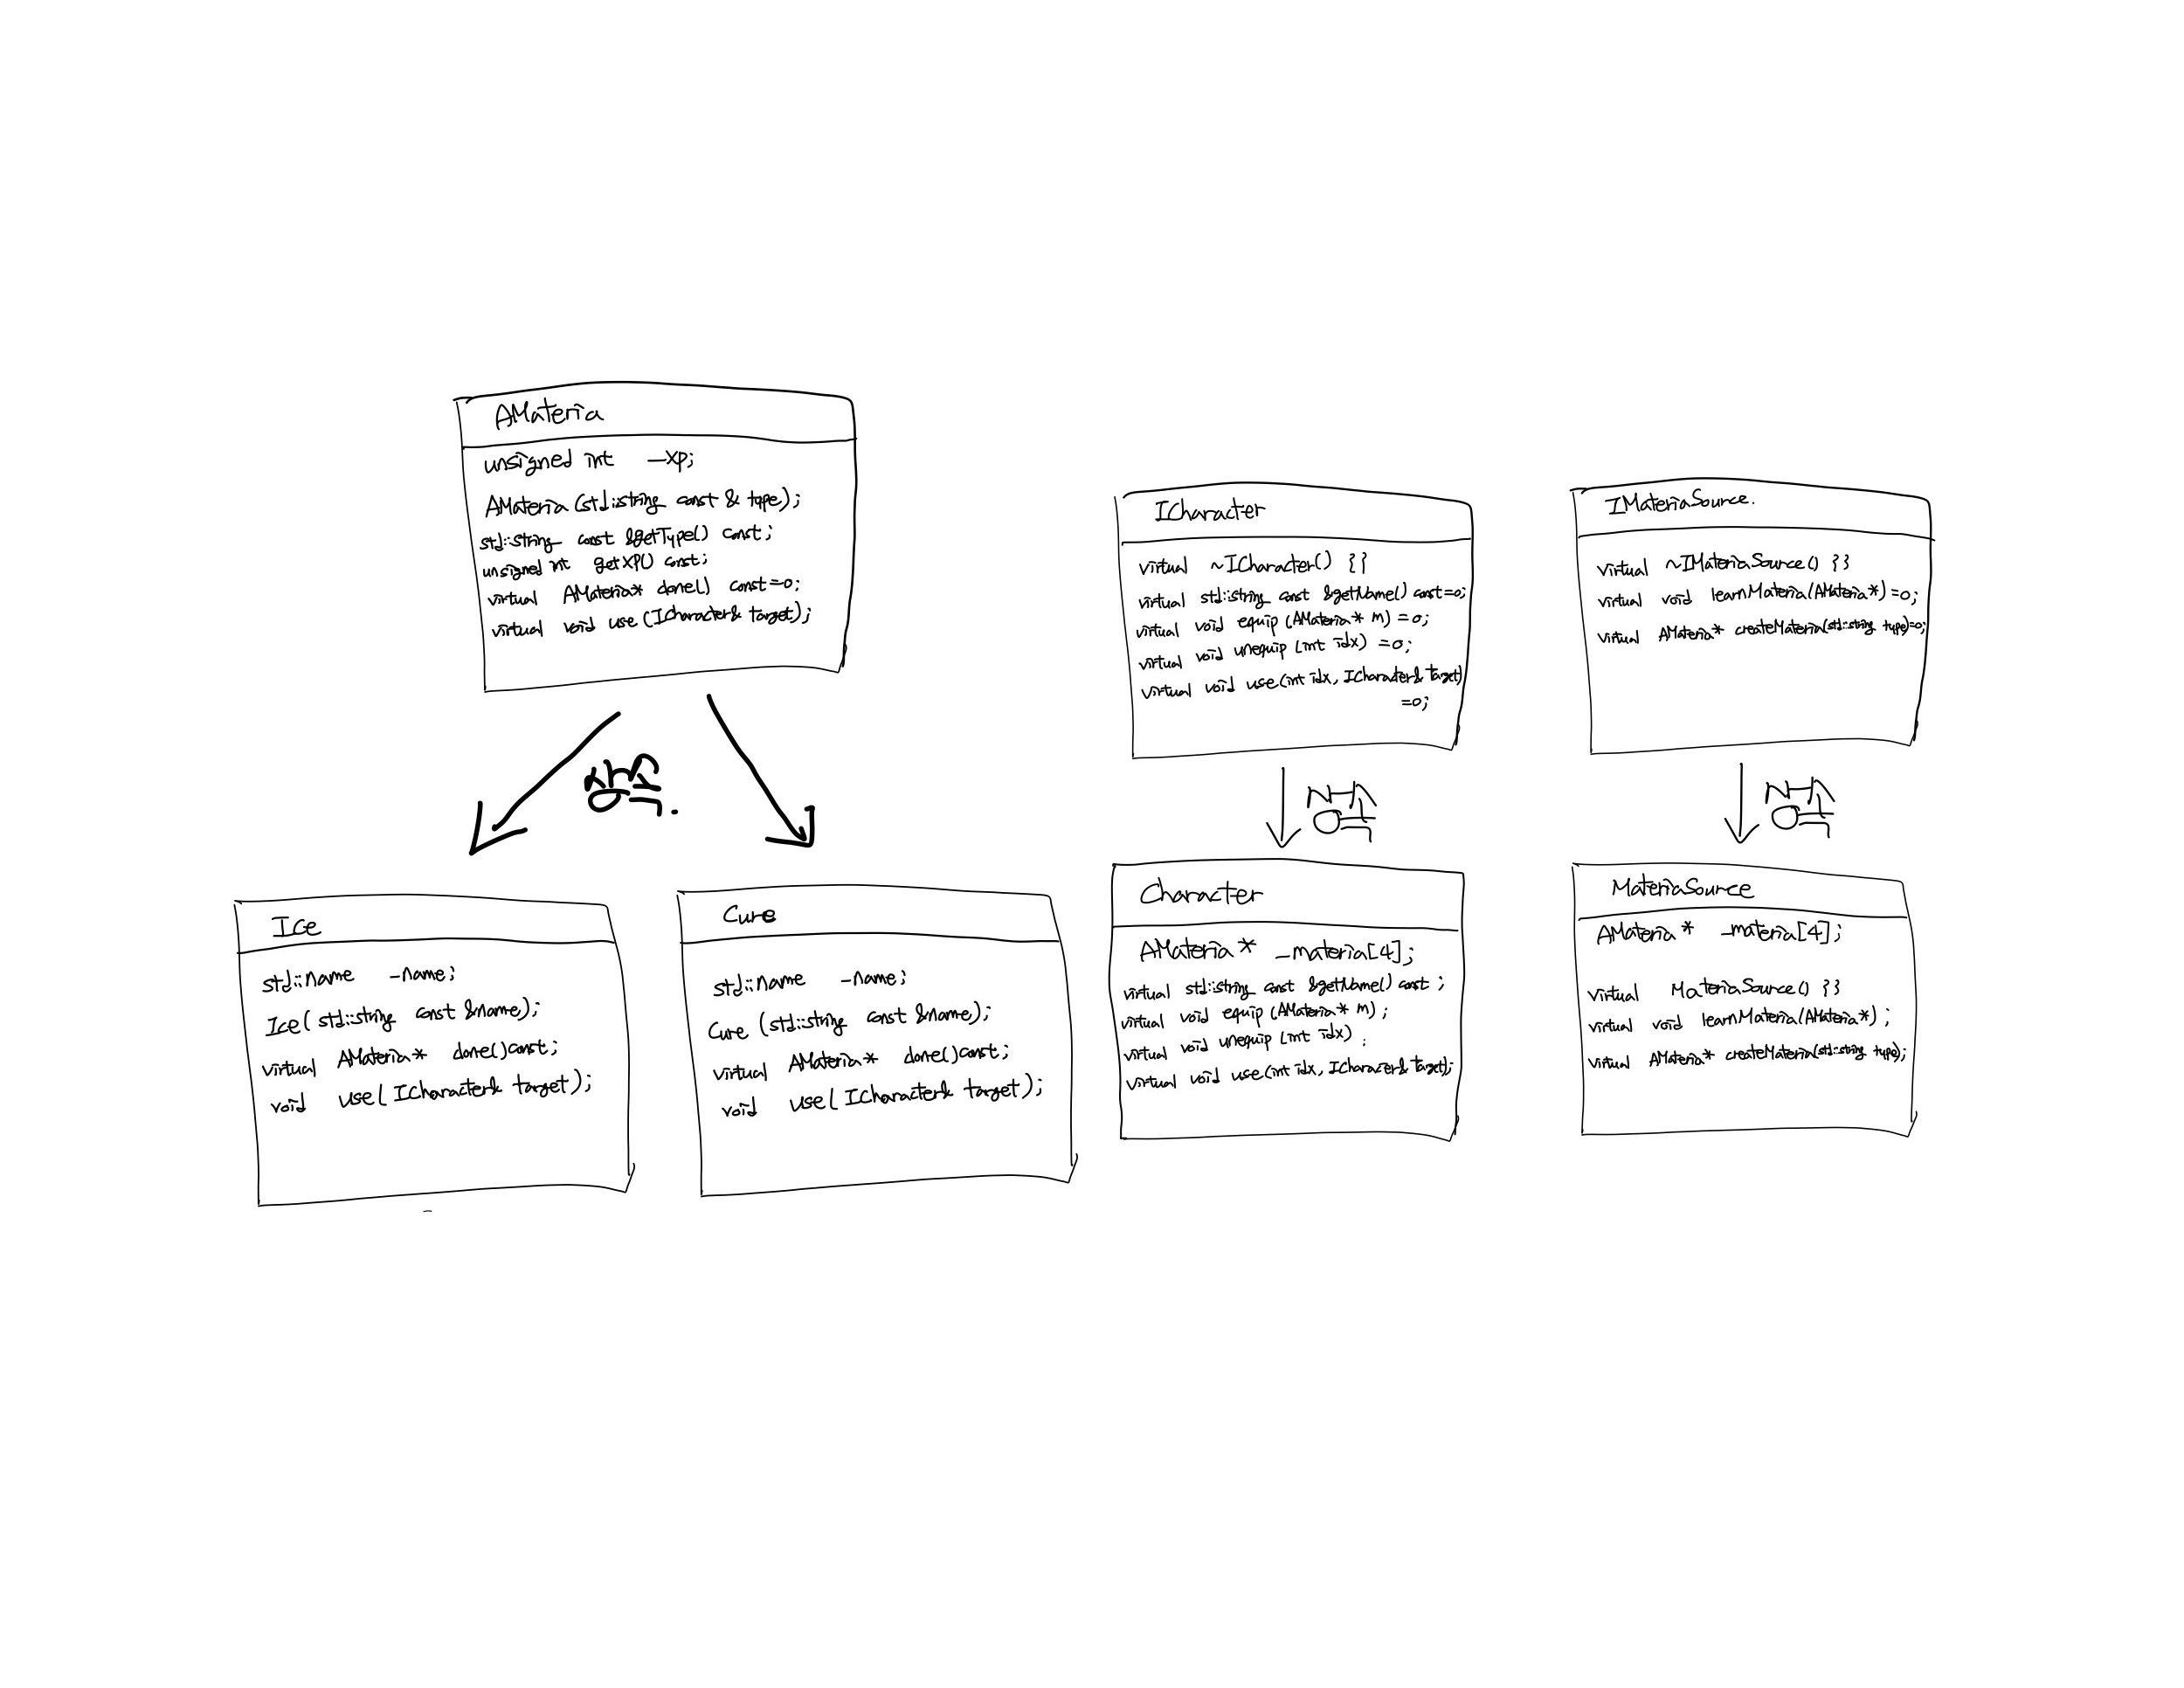 AMateria
unsigned int _xp;
AMateria (std::string const & type);
std::string const &getType() const;
unsigned int getXP() const;
virtual AMateria* clone() const=0;
virtual void use (ICharacter& target);
상속.
Ice
std::name _name;
Ice( std::string const &name);
virtual AMateria* clone()const;
void use( ICharacter& target);
Cure
std::name _name;
Cure (std::string const &name);
virtual AMateria* clone()const;
void use( ICharacter& target);
ICharacter
virtual ~ICharacter() {}
virtual std::string const &getName() const=0;
virtual void equip (AMateria* m) =0;
virtual void unequip (int idx) =0;
virtual void use(int idx, ICharacter& target)
=0;
상속
Character
AMateria* _materia[4];
virtual std::string const &getName() const ;
virtual void equip (AMateria* m) ;
virtual void unequip (int idx) ;
virtual void use(int idx, ICharacter& target);
IMateriaSource.
virtual ~IMateriaSource() {}
virtual void learnMateria(AMateria*) =0;
virtual AMateria* createMateria(std::string type)=0;
상속
MateriaSource
AMateria* _materia[4];
virtual MateriaSource() {}
virtual void learnMateria(AMateria*) ;
virtual AMateria* createMateria(std::string type);